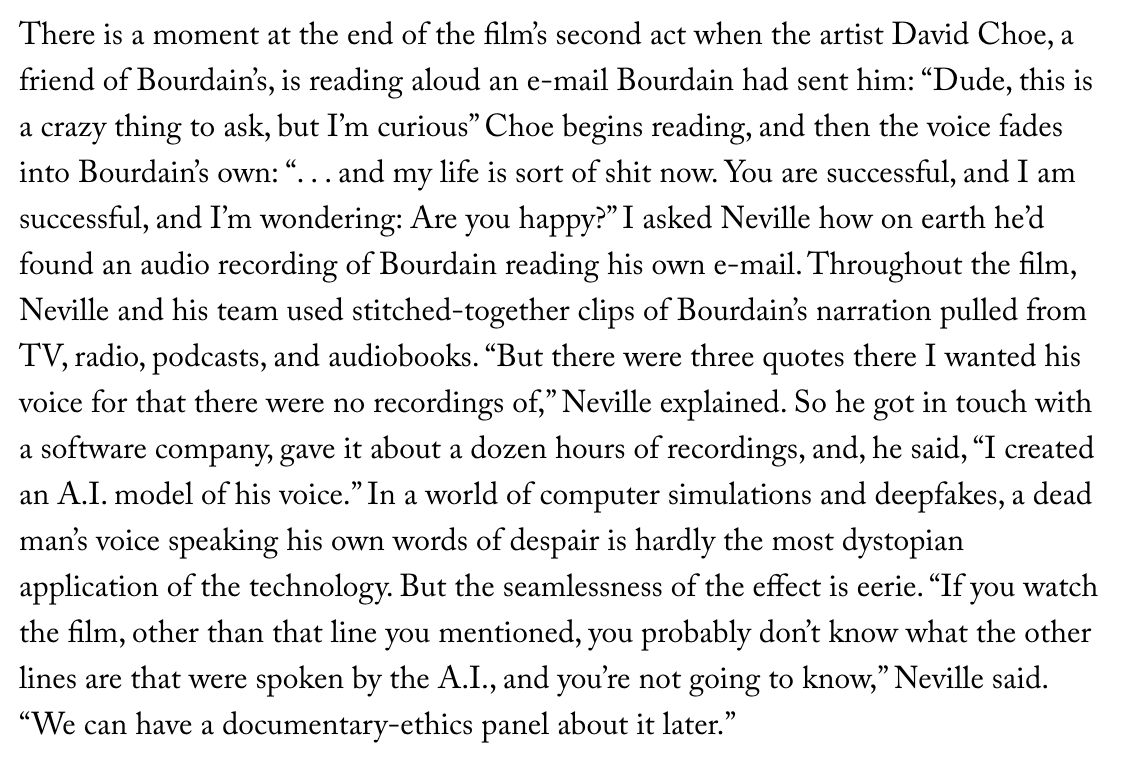 There is a moment at the end of the film’s second act when the artist David Choe, a
friend of Bourdain’s, is reading aloud an e-mail Bourdain had sent him: “Dude, this is
a crazy thing to ask, but I’m curious” Choe begins reading, and then the voice fades
into Bourdain’s own: “. . . and my life is sort of shit now. You are successful, and I am
successful, and I’m wondering: Are you happy?” I asked Neville how on earth he’d
found an audio recording of Bourdain reading his own e-mail. Throughout the film,
Neville and his team used stitched-together clips of Bourdain’s narration pulled from
TV, radio, podcasts, and audiobooks. “But there were three quotes there I wanted his
voice for that there were no recordings of,” Neville explained. So he got in touch with
a software company, gave it about a dozen hours of recordings, and, he said, “I created
an A.I. model of his voice.” In a world of computer simulations and deepfakes, a dead
man’s voice speaking his own words of despair is hardly the most dystopian
application of the technology. But the seamlessness of the effect is eerie. “If you watch
the film, other than that line you mentioned, you probably don’t know what the other
lines are that were spoken by the A.I., and you’re not going to know,” Neville said.
“We can have a documentary-ethics panel about it later.”